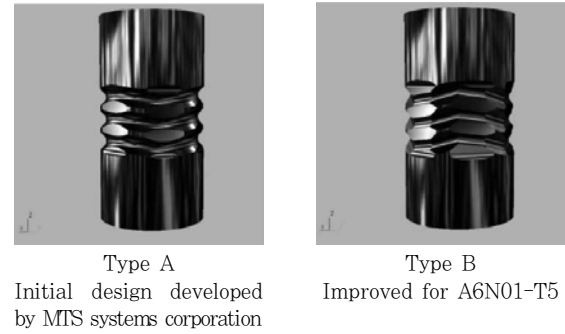 Type A
Initial design developed
by MTS systems corporation
Type B
Improved for A6N01-T5